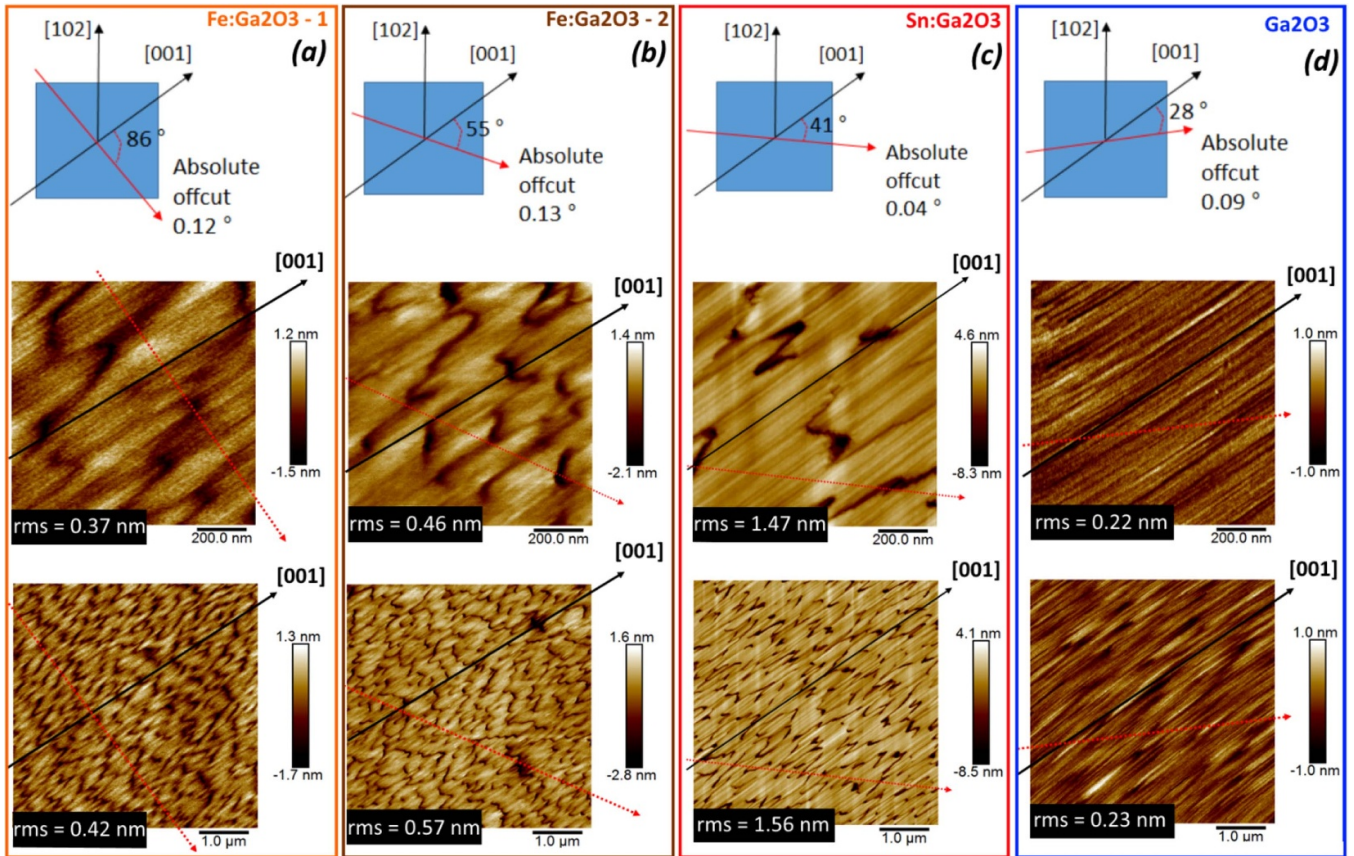 Fe:Ga2O3 - 1
(a)
[102]
[001]
86 °
Absolute
offcut
0.12 °
[001]
1.2 nm
-1.5 nm
rms = 0.37 nm
200.0 nm
[001]
1.3 nm
-1.7 nm
rms = 0.42 nm
1.0 µm
Fe:Ga2O3 - 2
(b)
[102]
[001]
55 °
Absolute
offcut
0.13 °
[001]
1.4 nm
-2.1 nm
rms = 0.46 nm
200.0 nm
[001]
1.6 nm
-2.8 nm
rms = 0.57 nm
1.0 µm
Sn:Ga2O3
(c)
[102]
[001]
41 °
Absolute
offcut
0.04 °
[001]
4.6 nm
-8.3 nm
rms = 1.47 nm
200.0 nm
[001]
4.1 nm
-8.5 nm
rms = 1.56 nm
1.0 µm
Ga2O3
(d)
[102]
[001]
28 °
Absolute
offcut
0.09 °
[001]
1.0 nm
-1.0 nm
rms = 0.22 nm
200.0 nm
[001]
1.0 nm
-1.0 nm
rms = 0.23 nm
1.0 µm